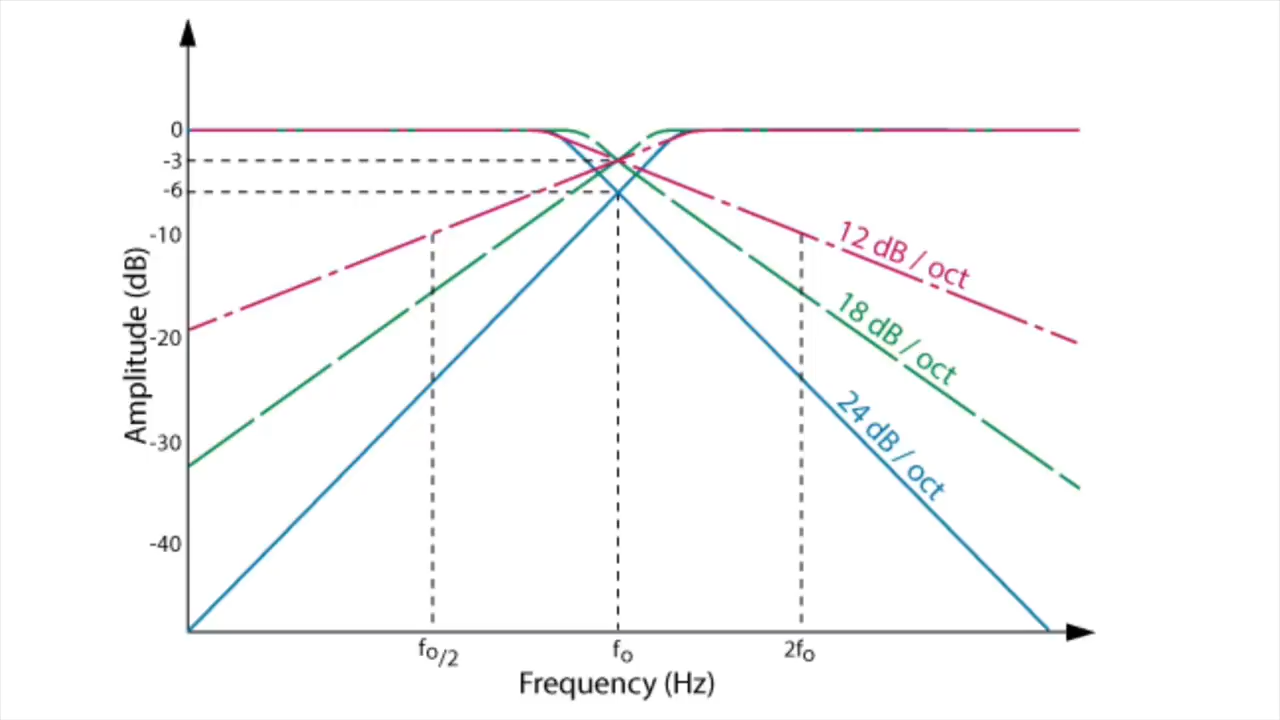 0
-3
-6
-10
-20
-30
-40
Amplitude (dB)
12 dB / oct
18 dB / oct
24 dB / oct
fo/2
fo
2fo
Frequency (Hz)